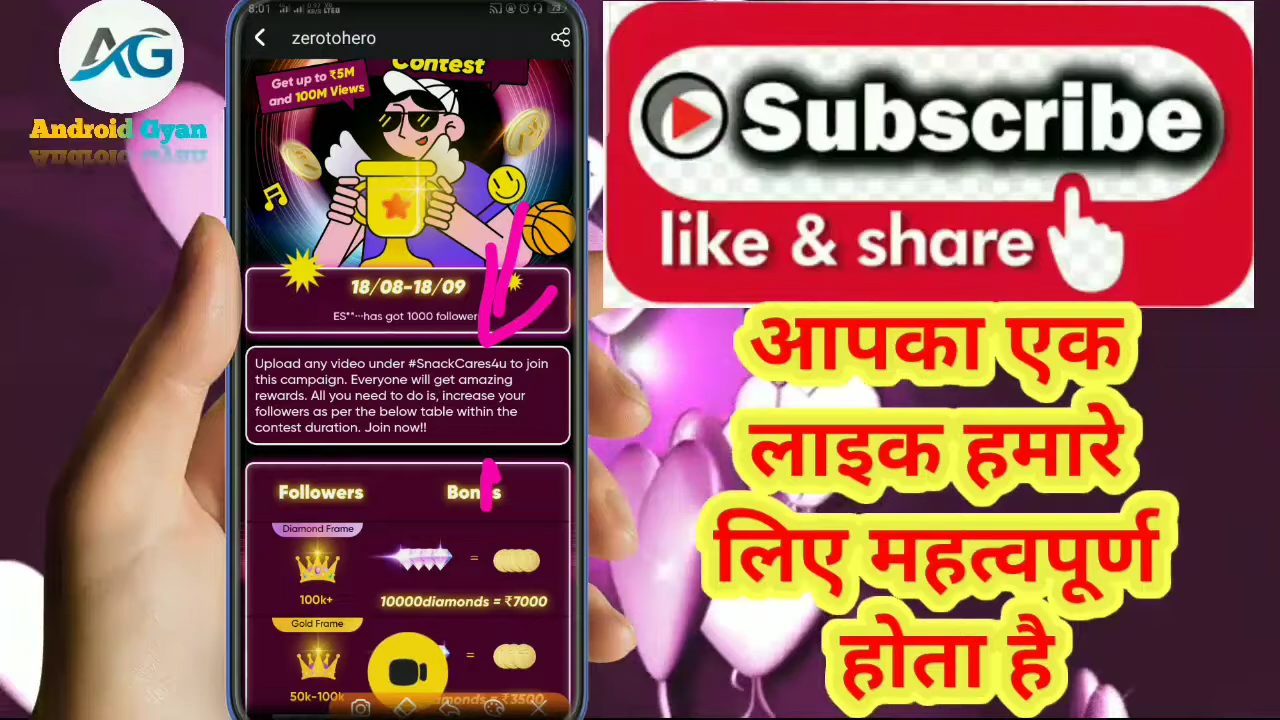 8:01
zerotohero
Contest
Get up to ₹5M
and 100M Views
18/08-18/09
ES**···has got 1000 follower
Upload any video under #SnackCares4u to join
this campaign. Everyone will get amazing
rewards. All you need to do is, increase your
followers as per the below table within the
contest duration. Join now!!
Followers
Diamond Frame
100k+
10000diamonds = ₹7000
=
Gold Frame
50k-100k
=
₹3500
AG
Android Gyan
Subscribe
like & share
आपका एक
लाइक हमारे
लिए महत्वपूर्ण
होता है